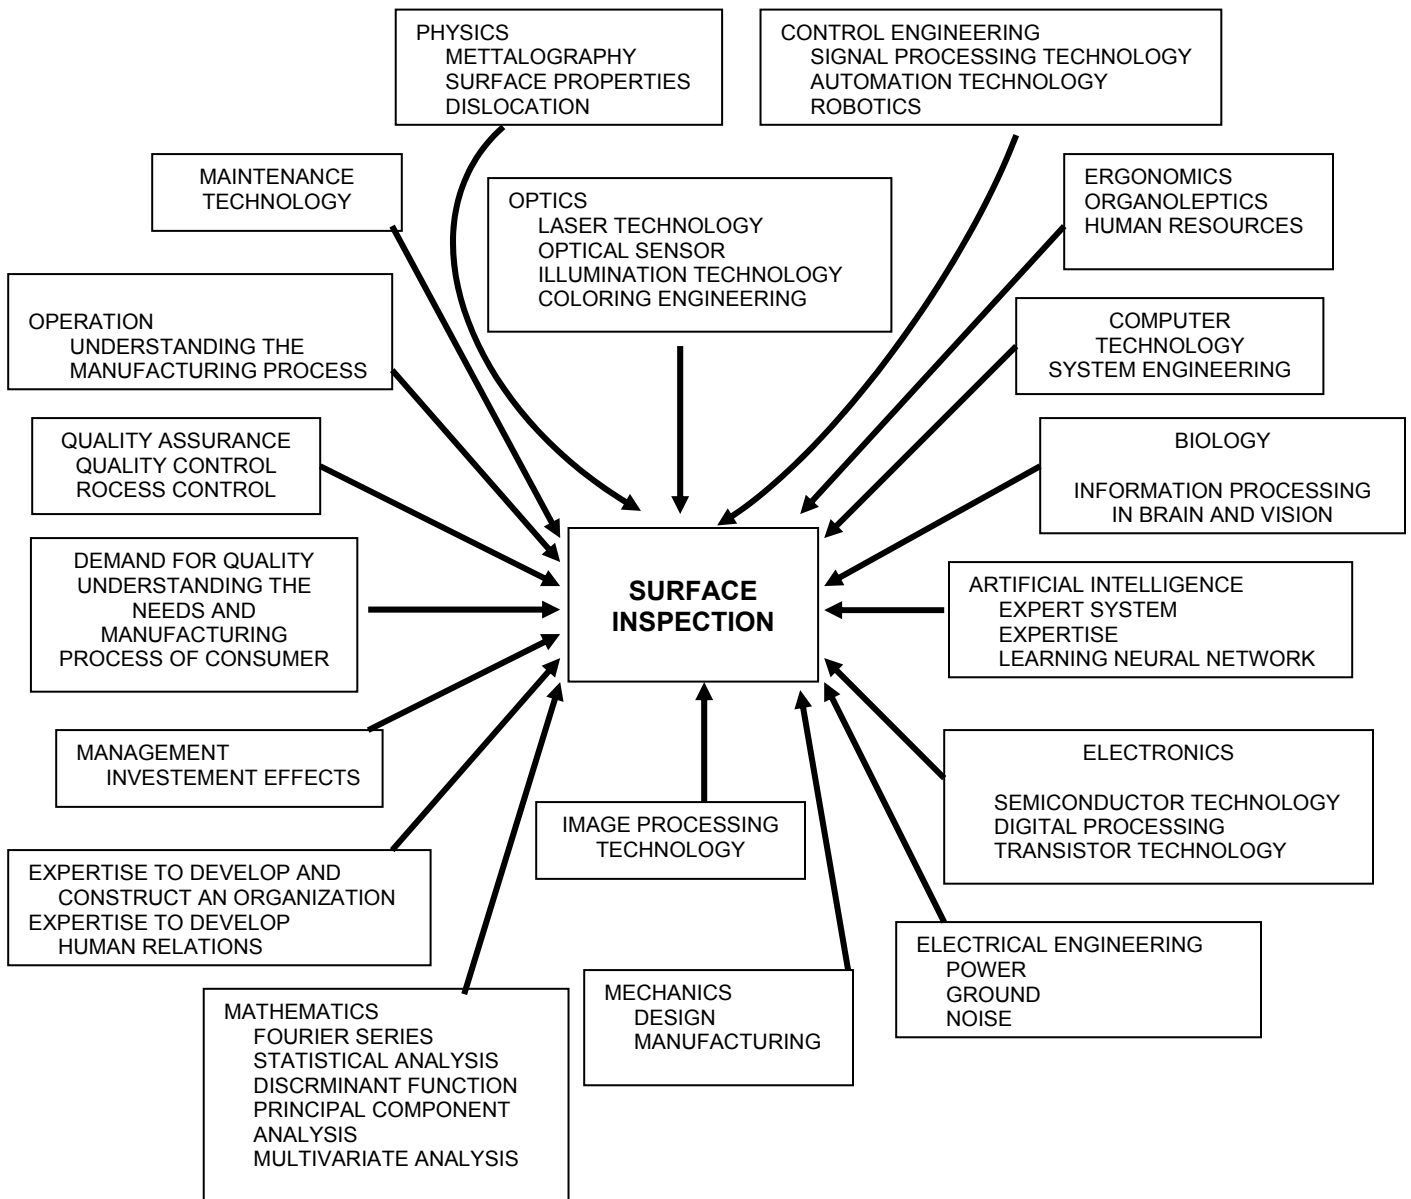 PHYSICS
METTALOGRAPHY
SURFACE PROPERTIES
DISLOCATION
CONTROL ENGINEERING
SIGNAL PROCESSING TECHNOLOGY
AUTOMATION TECHNOLOGY
ROBOTICS
MAINTENANCE
TECHNOLOGY
OPTICS
LASER TECHNOLOGY
OPTICAL SENSOR
ILLUMINATION TECHNOLOGY
COLORING ENGINEERING
ERGONOMICS
ORGANOLEPTICS
HUMAN RESOURCES
OPERATION
UNDERSTANDING THE
MANUFACTURING PROCESS
COMPUTER
TECHNOLOGY
SYSTEM ENGINEERING
QUALITY ASSURANCE
QUALITY CONTROL
ROCESS CONTROL
BIOLOGY
INFORMATION PROCESSING
IN BRAIN AND VISION
DEMAND FOR QUALITY
UNDERSTANDING THE
NEEDS AND
MANUFACTURING
PROCESS OF CONSUMER
SURFACE
INSPECTION
ARTIFICIAL INTELLIGENCE
EXPERT SYSTEM
EXPERTISE
LEARNING NEURAL NETWORK
MANAGEMENT
INVESTEMENT EFFECTS
ELECTRONICS
SEMICONDUCTOR TECHNOLOGY
DIGITAL PROCESSING
TRANSISTOR TECHNOLOGY
IMAGE PROCESSING
TECHNOLOGY
EXPERTISE TO DEVELOP AND
CONSTRUCT AN ORGANIZATION
EXPERTISE TO DEVELOP
HUMAN RELATIONS
ELECTRICAL ENGINEERING
POWER
GROUND
NOISE
MECHANICS
DESIGN
MANUFACTURING
MATHEMATICS
FOURIER SERIES
STATISTICAL ANALYSIS
DISCRMINANT FUNCTION
PRINCIPAL COMPONENT
ANALYSIS
MULTIVARIATE ANALYSIS